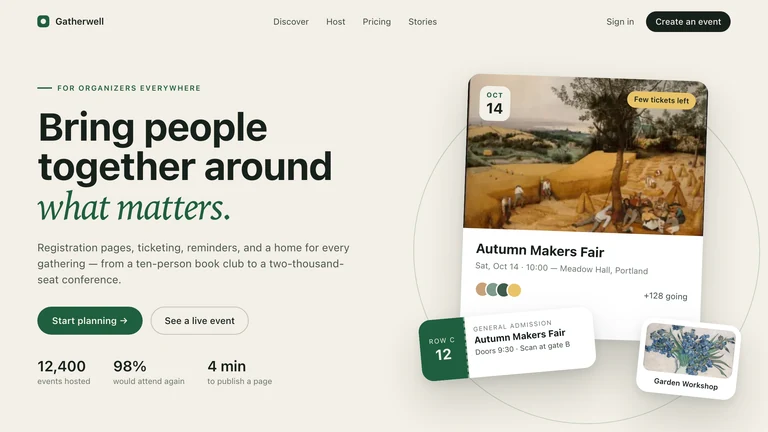 Gatherwell
Discover Host Pricing Stories
Sign in
Create an event
FOR ORGANIZERS EVERYWHERE
Bring people
together around
what matters.
Registration pages, ticketing, reminders, and a home for every
gathering — from a ten-person book club to a two-thousand-
seat conference.
Start planning →
See a live event
12,400
events hosted
98%
would attend again
4 min
to publish a page
OCT
14
Few tickets left
Autumn Makers Fair
Sat, Oct 14 · 10:00 — Meadow Hall, Portland
+128 going
ROW C
12
GENERAL ADMISSION
Autumn Makers Fair
Doors 9:30 · Scan at gate B
Garden Workshop